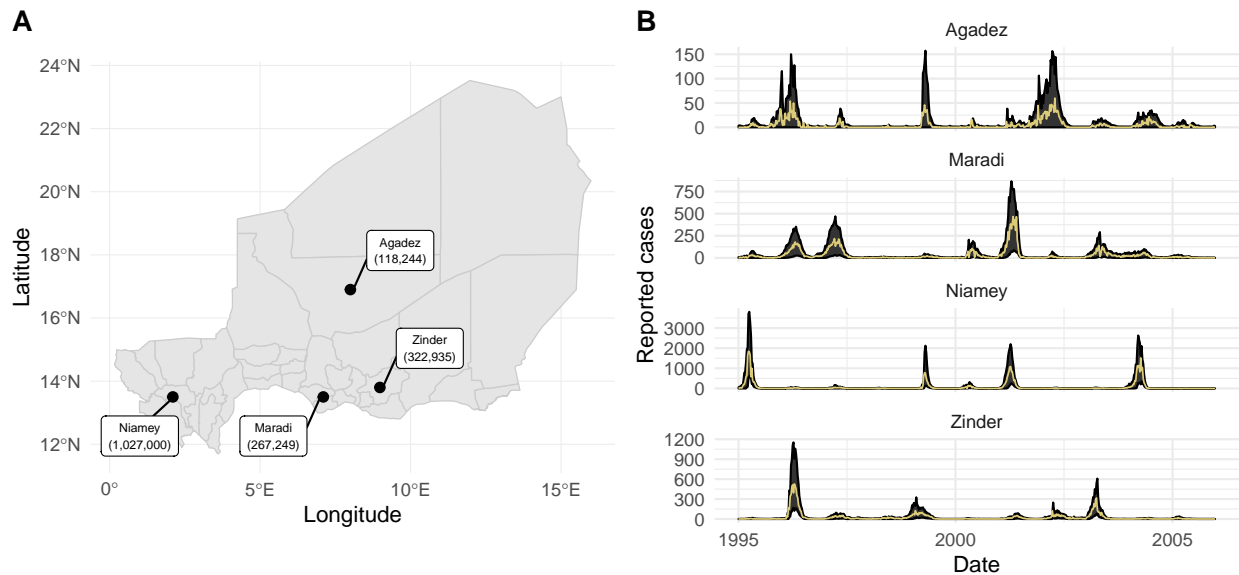 A
24°N
22°N
20°N
18°N
16°N
14°N
12°N
Latitude
Agadez
(118,244)
Zinder
(322,935)
Niamey
(1,027,000)
Maradi
(267,249)
0°
5°E
10°E
15°E
Longitude
B
Reported cases
Agadez
150
100
50
0
Maradi
750
500
250
0
Niamey
3000
2000
1000
0
Zinder
1200
900
600
300
0
1995
2000
2005
Date